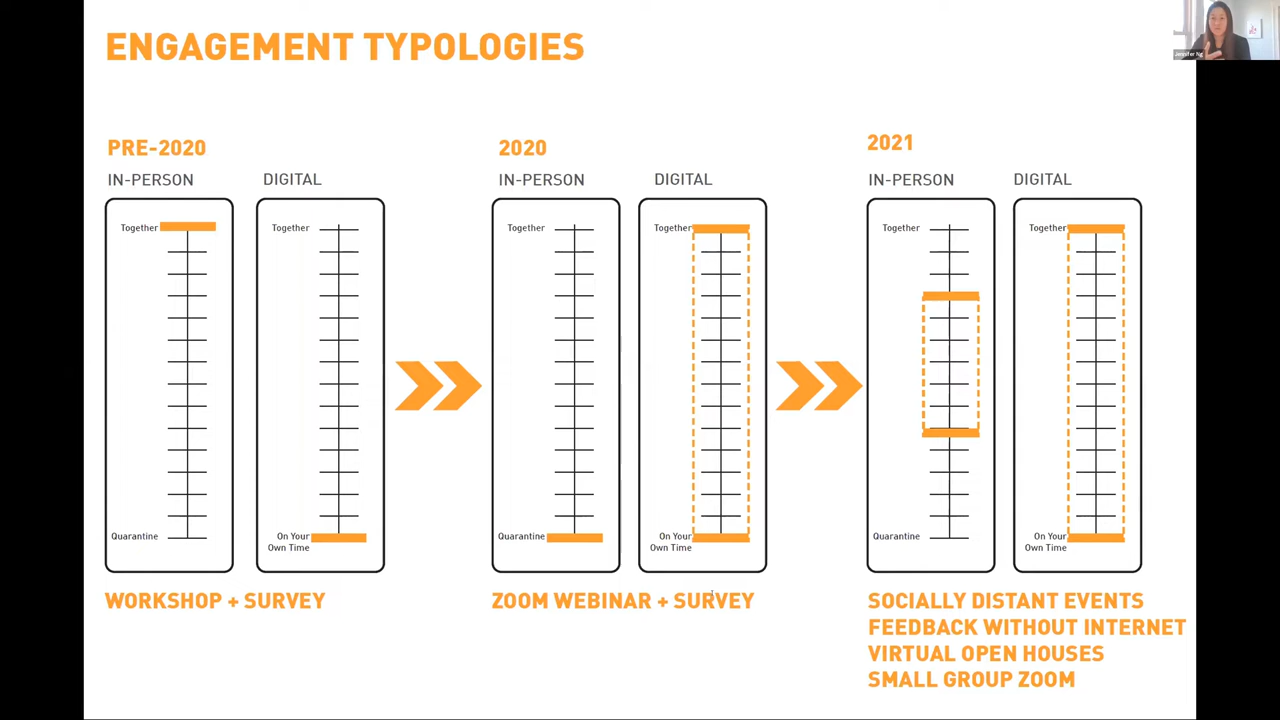 ENGAGEMENT TYPOLOGIES
Jennifer Ng
PRE-2020
IN-PERSON
DIGITAL
Together
Quarantine
Together
On Your
Own Time
WORKSHOP + SURVEY
2020
IN-PERSON
DIGITAL
Together
Quarantine
Together
On Your
Own Time
ZOOM WEBINAR + SURVEY
2021
IN-PERSON
DIGITAL
Together
Quarantine
Together
On Your
Own Time
SOCIALLY DISTANT EVENTS
FEEDBACK WITHOUT INTERNET
VIRTUAL OPEN HOUSES
SMALL GROUP ZOOM